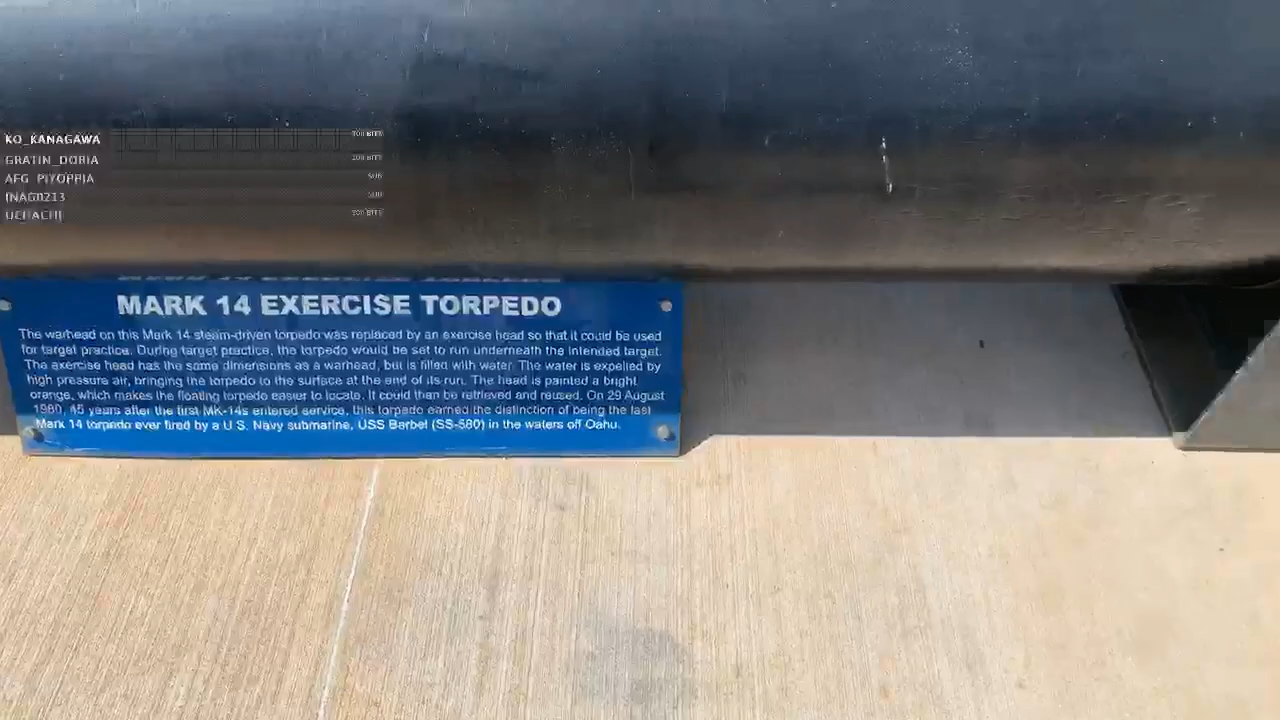 KO_KANAGAWA
GRATIN_DORIA
SUB
INAG0213
SUB
UCHIACHI
MARK 14 EXERCISE TORPEDO
The warhead on this Mark 14 steam-driven torpedo was replaced by an exercise head so that it could be used
for target practice. During target practice, the torpedo would be set to run underneath the intended target.
The exercise head has the same dimensions as a warhead, but is filled with water. The water is expelled by
high pressure air, bringing the torpedo to the surface at the end of its run. The head is painted a bright
orange, which makes the floating torpedo easier to locate. It could than be retrieved and reused. On 29 August
1980, 45 years after the first MK-14s entered service, this torpedo earned the distinction of being the last
Mark 14 torpedo ever fired by a U.S. Navy submarine, USS Barbel (SS-580) in the waters off Oahu.